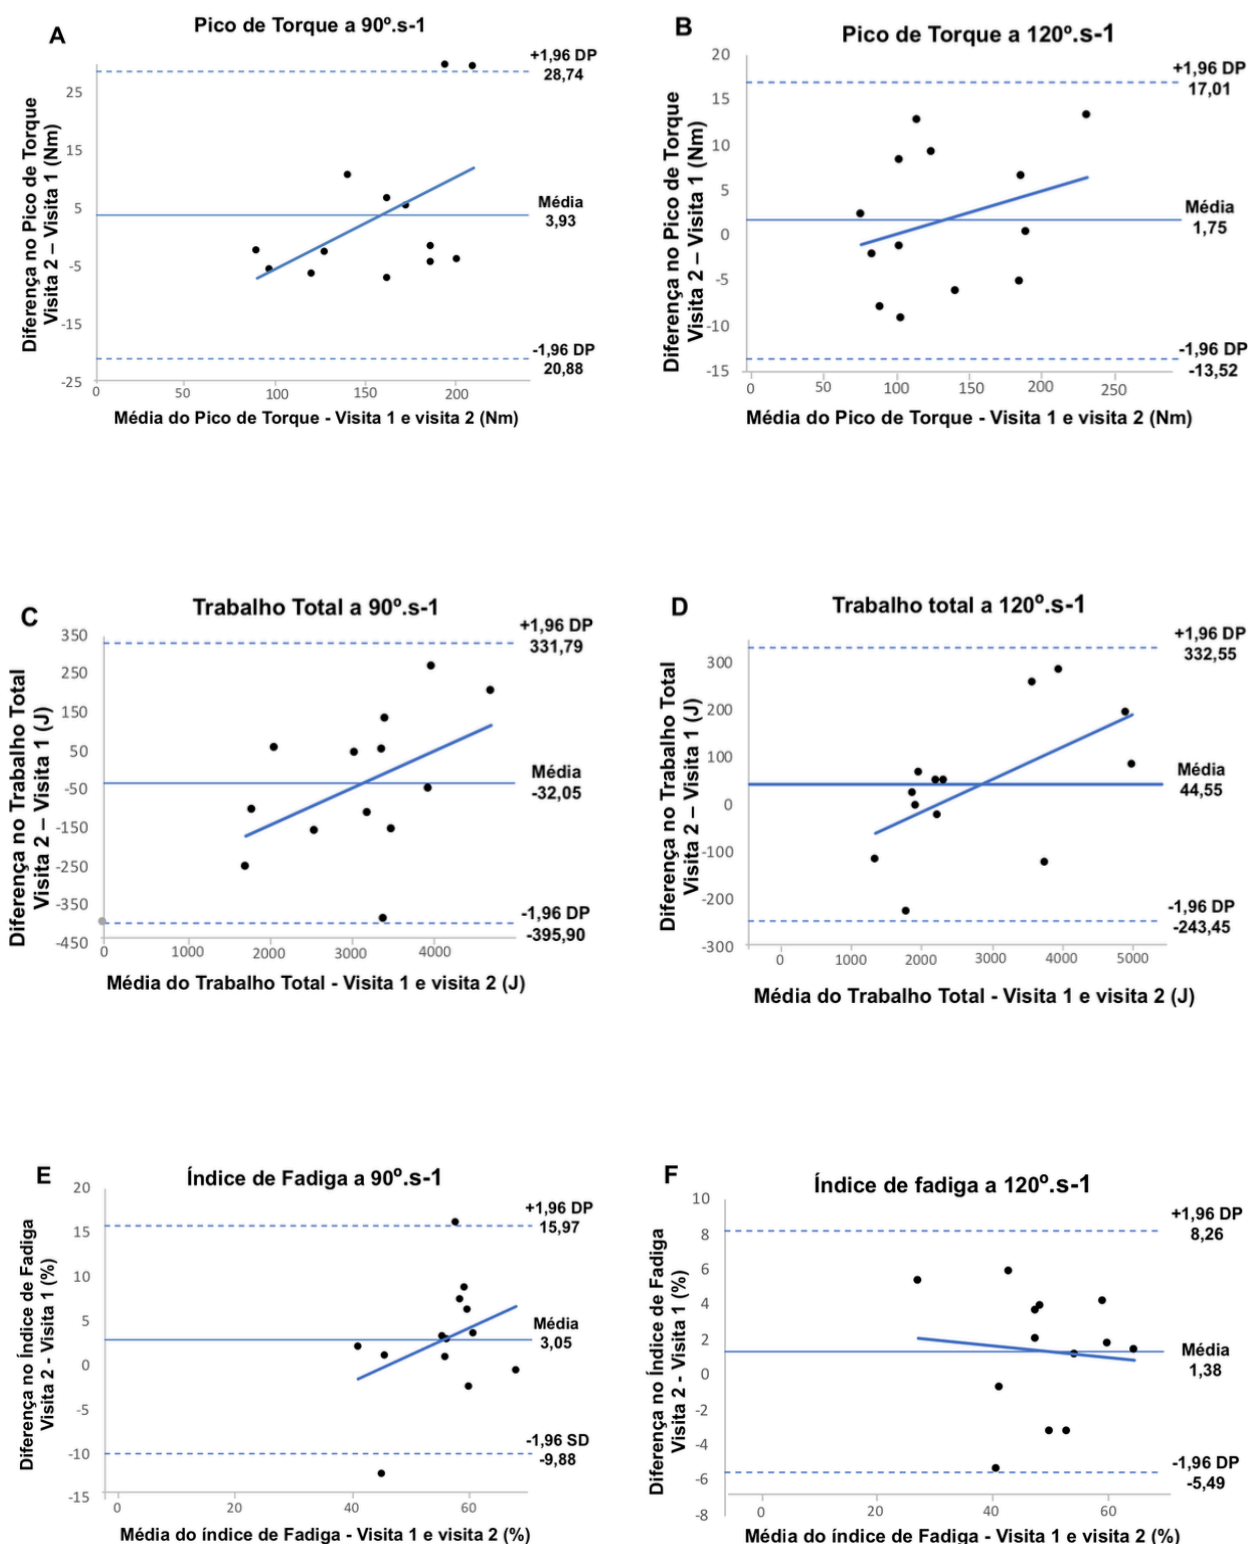 A
Pico de Torque a 90º.s-1
Diferença no Pico de Torque
Visita 2 – Visita 1 (Nm)
25
15
5
-5
-15
-25
0
50
100
150
200
+1,96 DP
28,74
Média
3,93
-1,96 DP
20,88
Média do Pico de Torque - Visita 1 e visita 2 (Nm)
B
Pico de Torque a 120º.s-1
Diferença no Pico de Torque
Visita 2 – Visita 1 (Nm)
20
15
10
5
0
-5
-10
-15
0
50
100
150
200
250
+1,96 DP
17,01
Média
1,75
-1,96 DP
-13,52
Média do Pico de Torque - Visita 1 e visita 2 (Nm)
C
Trabalho Total a 90º.s-1
Diferença no Trabalho Total
Visita 2 – Visita 1 (J)
350
250
150
50
-50
-150
-250
-350
-450
0
1000
2000
3000
4000
+1,96 DP
331,79
Média
-32,05
-1,96 DP
-395,90
Média do Trabalho Total - Visita 1 e visita 2 (J)
D
Trabalho total a 120º.s-1
Diferença no Trabalho Total
Visita 2 – Visita 1 (J)
300
200
100
0
-100
-200
-300
0
1000
2000
3000
4000
5000
+1,96 DP
332,55
Média
44,55
-1,96 DP
-243,45
Média do Trabalho Total - Visita 1 e visita 2 (J)
E
Índice de Fadiga a 90º.s-1
Diferença no Índice de Fadiga
Visita 2 - Visita 1 (%)
20
15
10
5
0
-5
-10
-15
0
20
40
60
+1,96 DP
15,97
Média
3,05
-1,96 SD
-9,88
Média do índice de Fadiga - Visita 1 e visita 2 (%)
F
Índice de fadiga a 120º.s-1
Diferença no Índice de Fadiga
Visita 2 - Visita 1 (%)
10
8
6
4
2
0
-2
-4
-6
-8
0
20
40
60
+1,96 DP
8,26
Média
1,38
-1,96 DP
-5,49
Média do índice de Fadiga - Visita 1 e visita 2 (%)